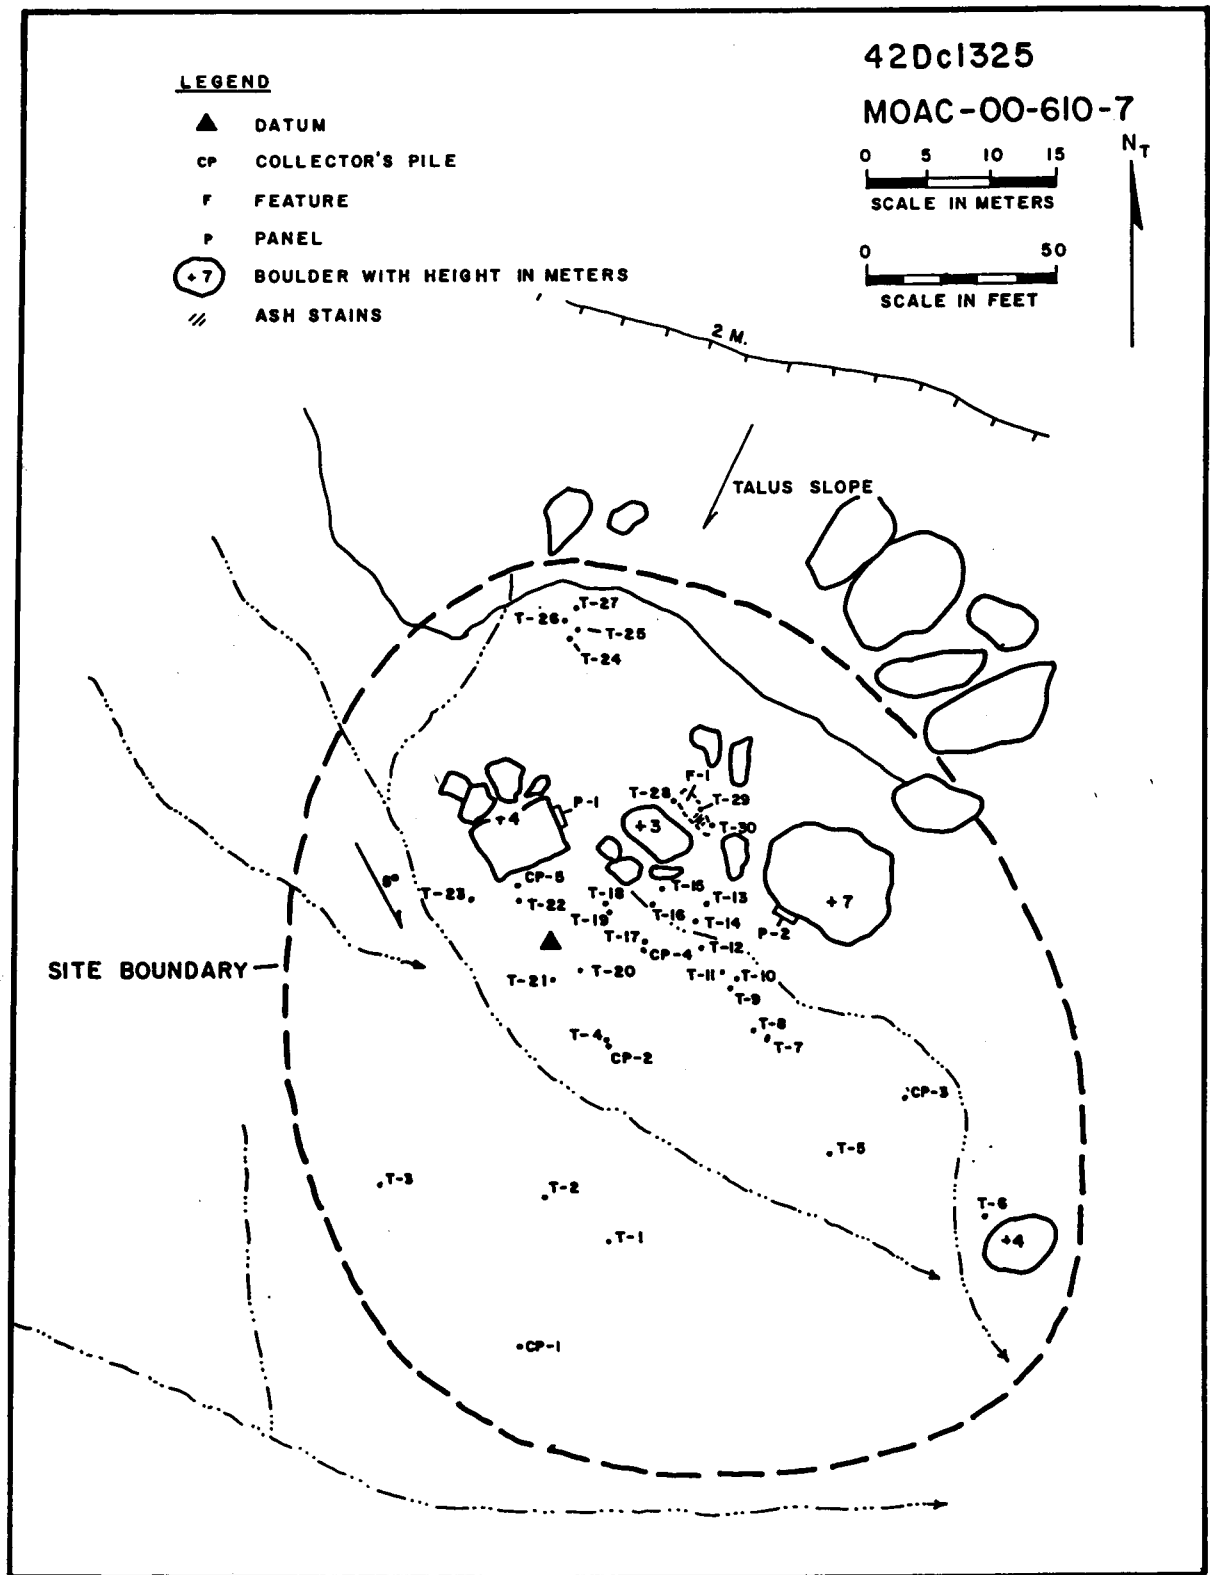 42Dc1325
MOAC-00-610-7
LEGEND
DATUM
CP COLLECTOR'S PILE
F FEATURE
P PANEL
+7 BOULDER WITH HEIGHT IN METERS
ASH STAINS
0 5 10 15
SCALE IN METERS
0 50
SCALE IN FEET
NT
2 M.
TALUS SLOPE
T-27
T-26
T-25
T-24
F-1
T-28
T-29
P-1
+4
+3
T-30
8°
CP-5
T-15
T-23
T-22
T-18
T-13
+7
T-19
T-16
T-14
P-2
T-17
CP-4
T-12
SITE BOUNDARY
T-21
T-20
T-11
T-10
T-9
T-8
T-4
T-7
CP-2
CP-3
T-5
T-3
T-2
T-6
T-1
+4
CP-1